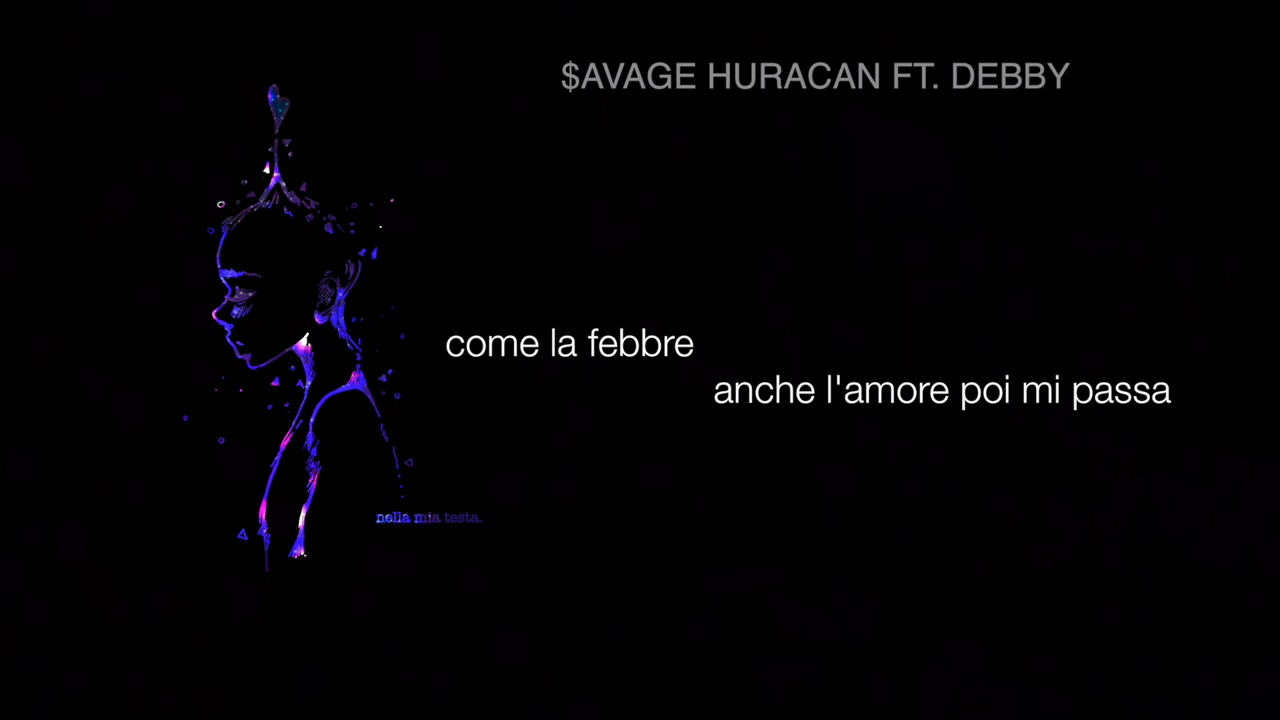 $AVAGE HURACAN FT. DEBBY
come la febbre
anche l'amore poi mi passa
nella mia testa.